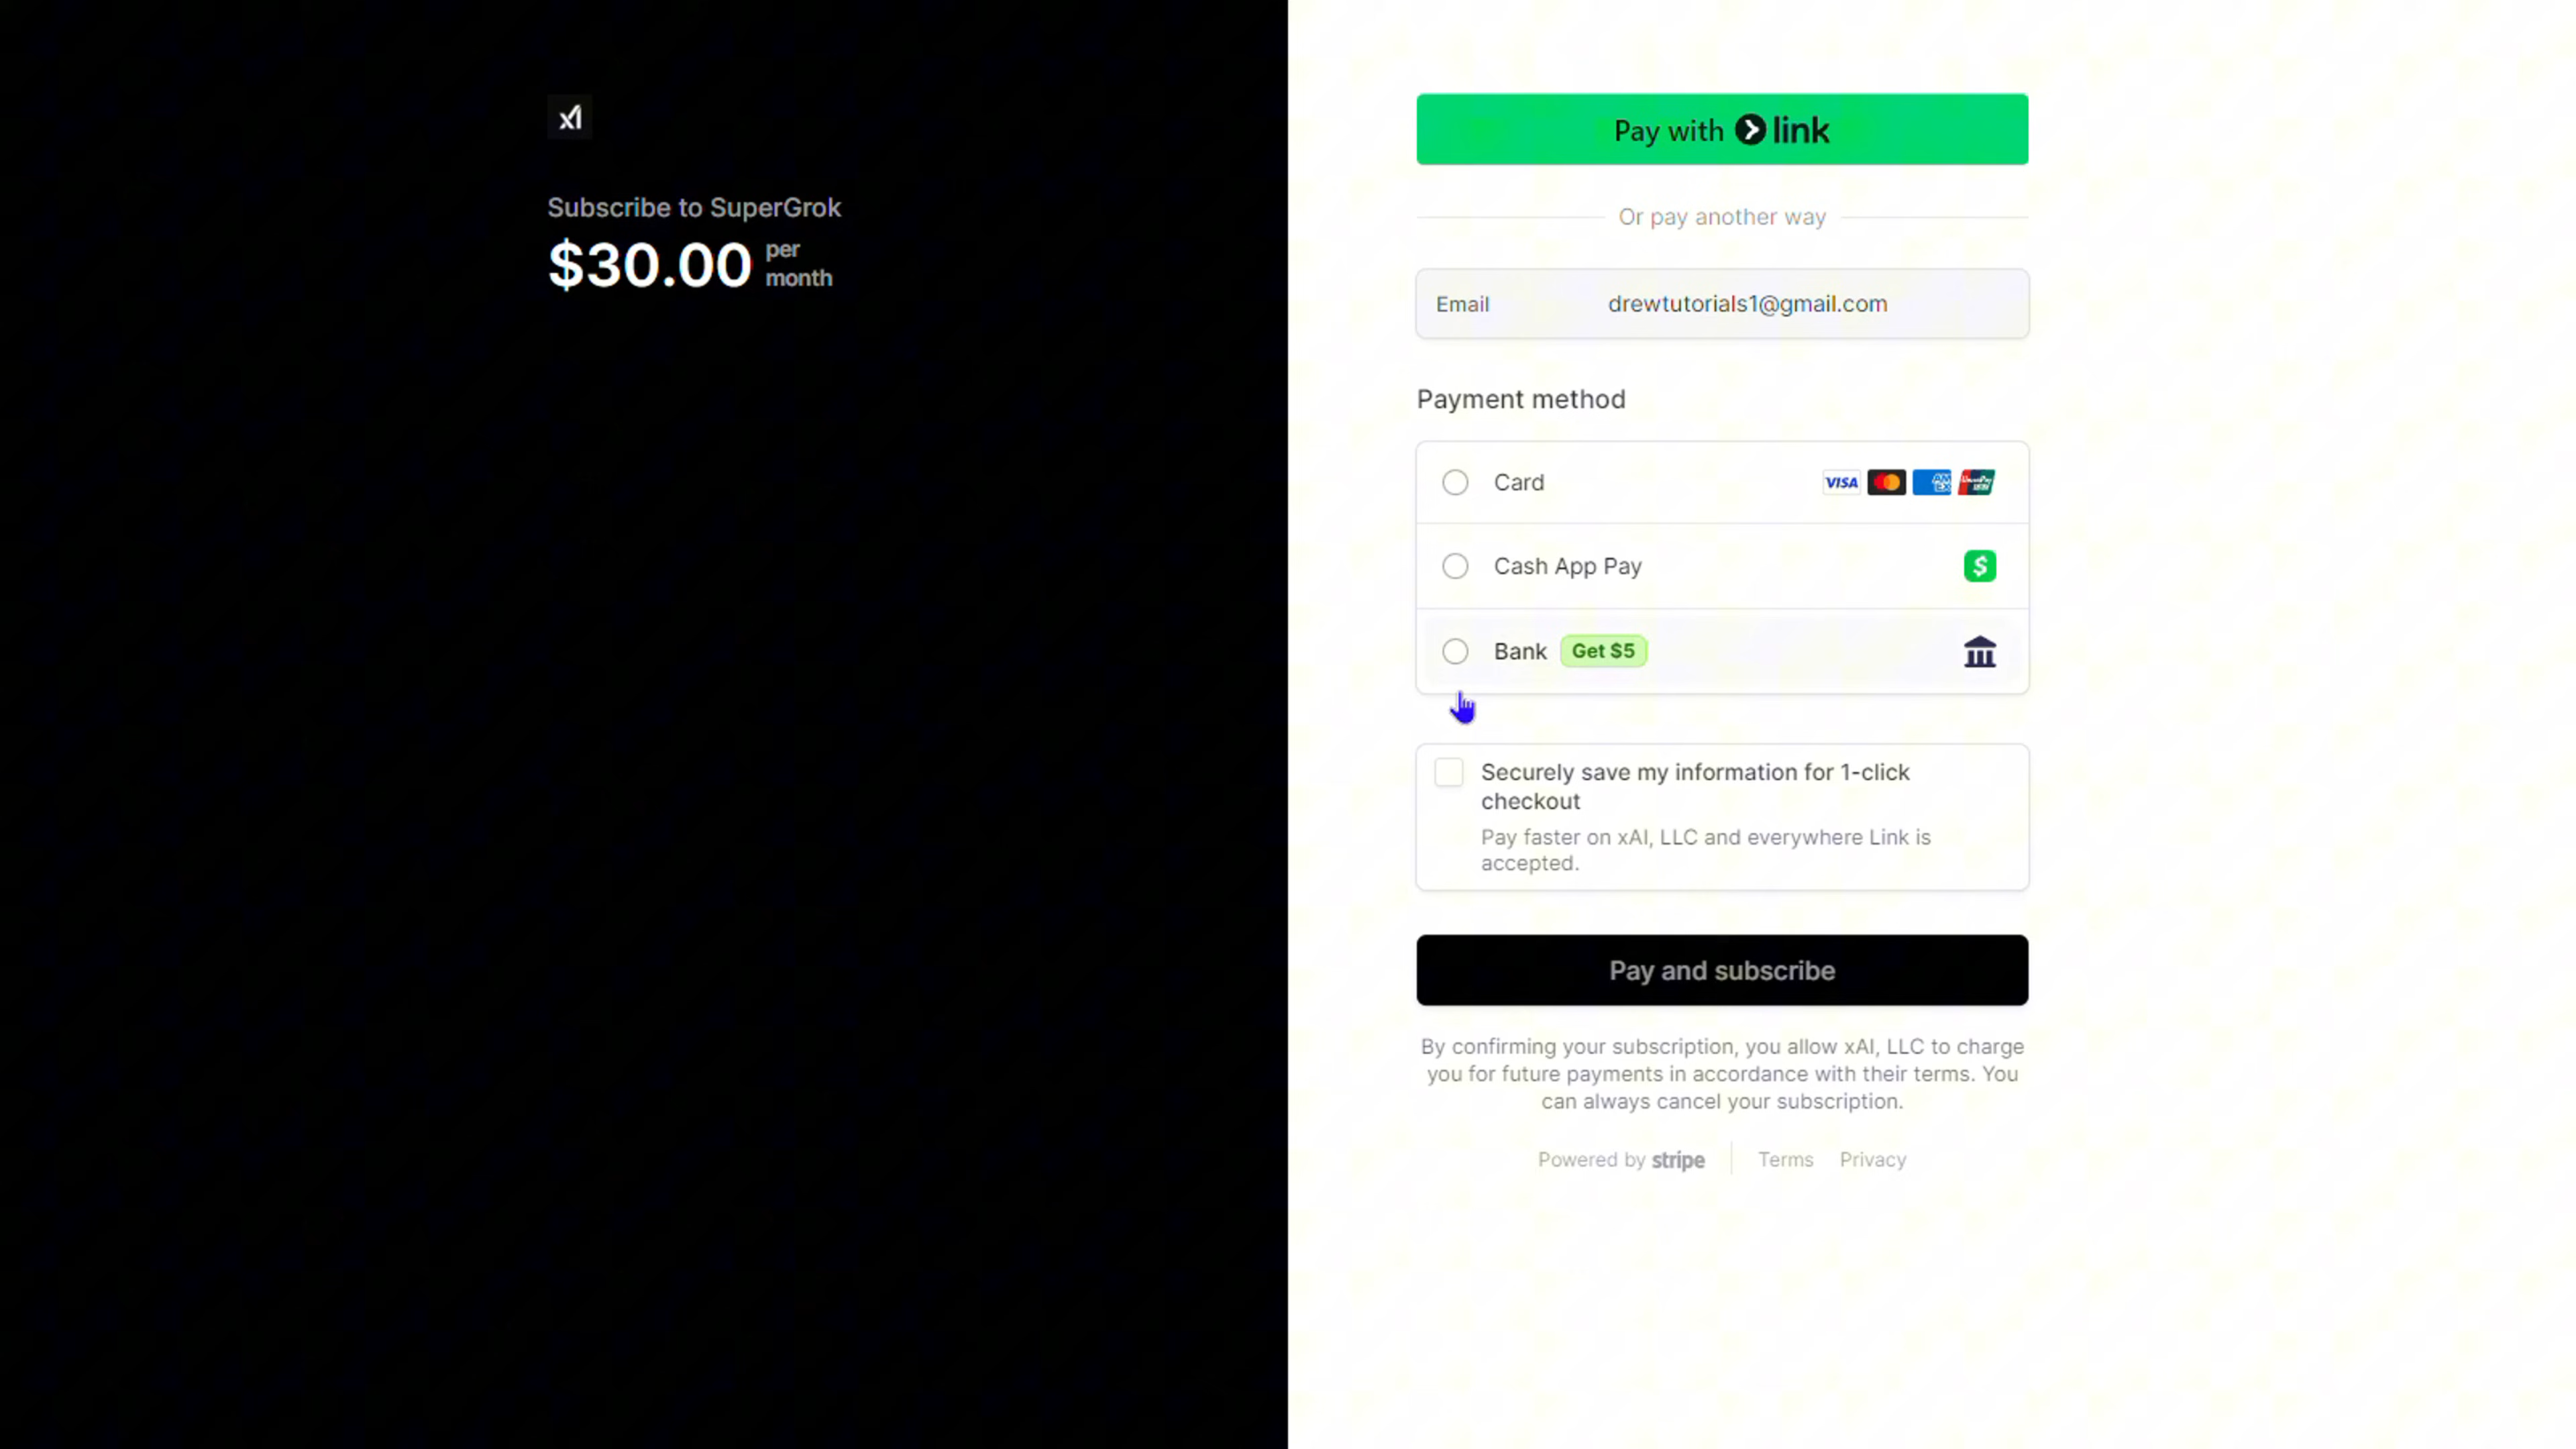 xI
Subscribe to SuperGrok
$30.00 per
month
Pay with link
Or pay another way
Email drewtutorials1@gmail.com
Payment method
Card VISA AM EX UnionPay
Cash App Pay $
Bank Get $5
Securely save my information for 1-click
checkout
Pay faster on xAI, LLC and everywhere Link is
accepted.
Pay and subscribe
By confirming your subscription, you allow xAI, LLC to charge
you for future payments in accordance with their terms. You
can always cancel your subscription.
Powered by stripe Terms Privacy